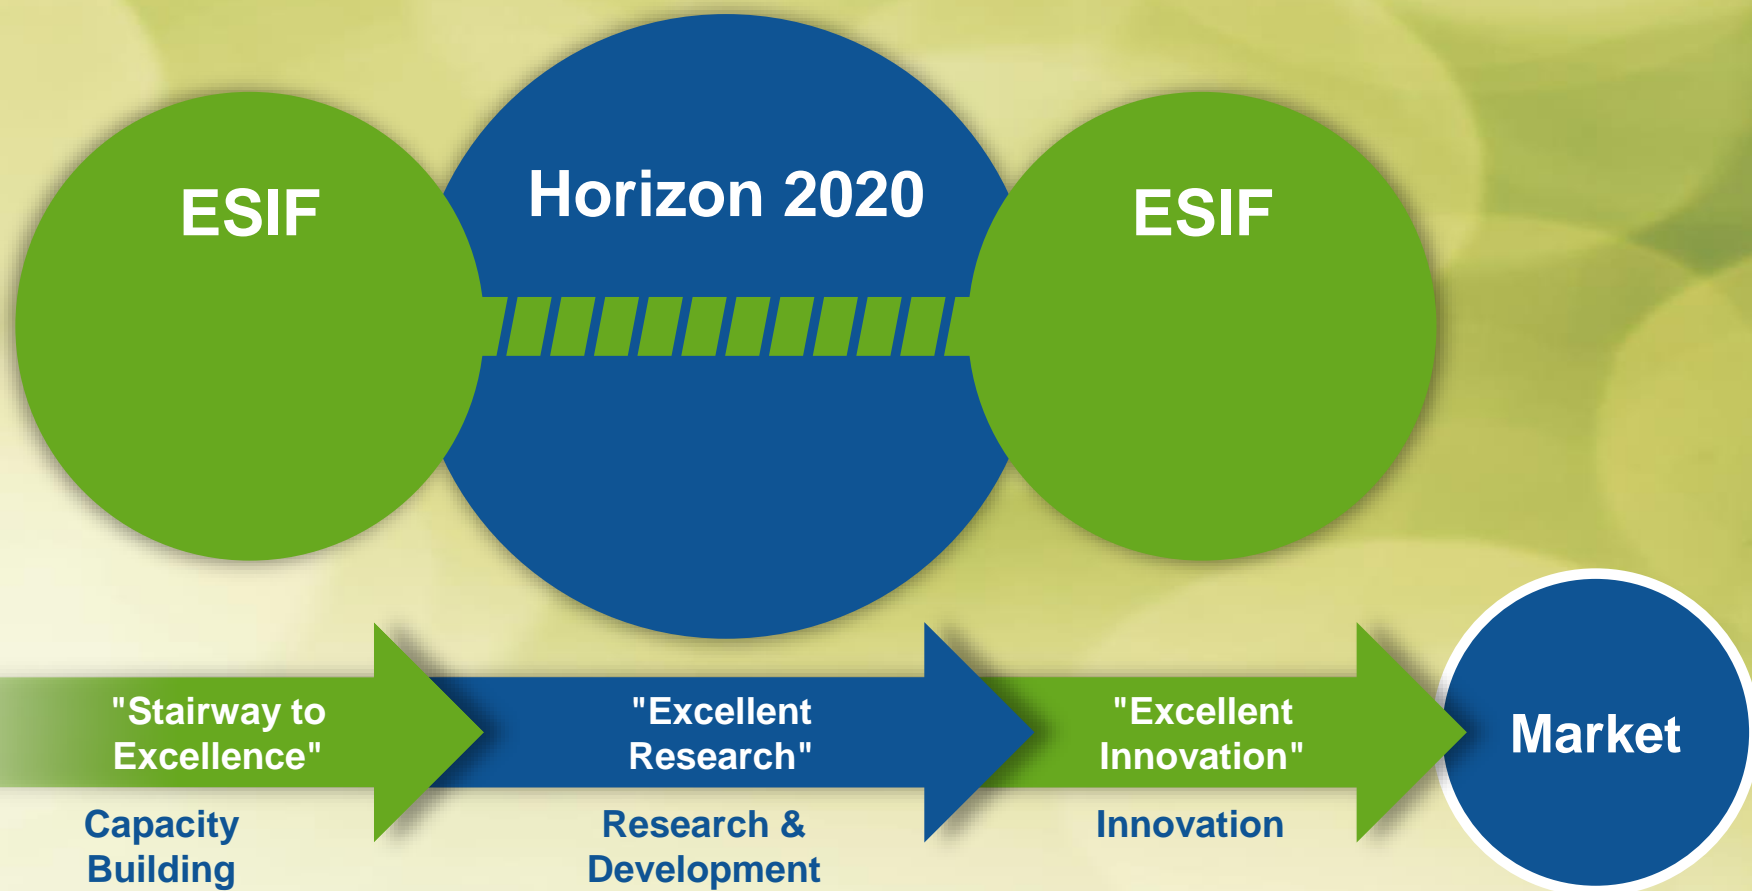 ESIF
Horizon 2020
ESIF
"Stairway to
Excellence"
"Excellent
Research"
"Excellent
Innovation"
Market
Capacity
Building
Research &
Development
Innovation